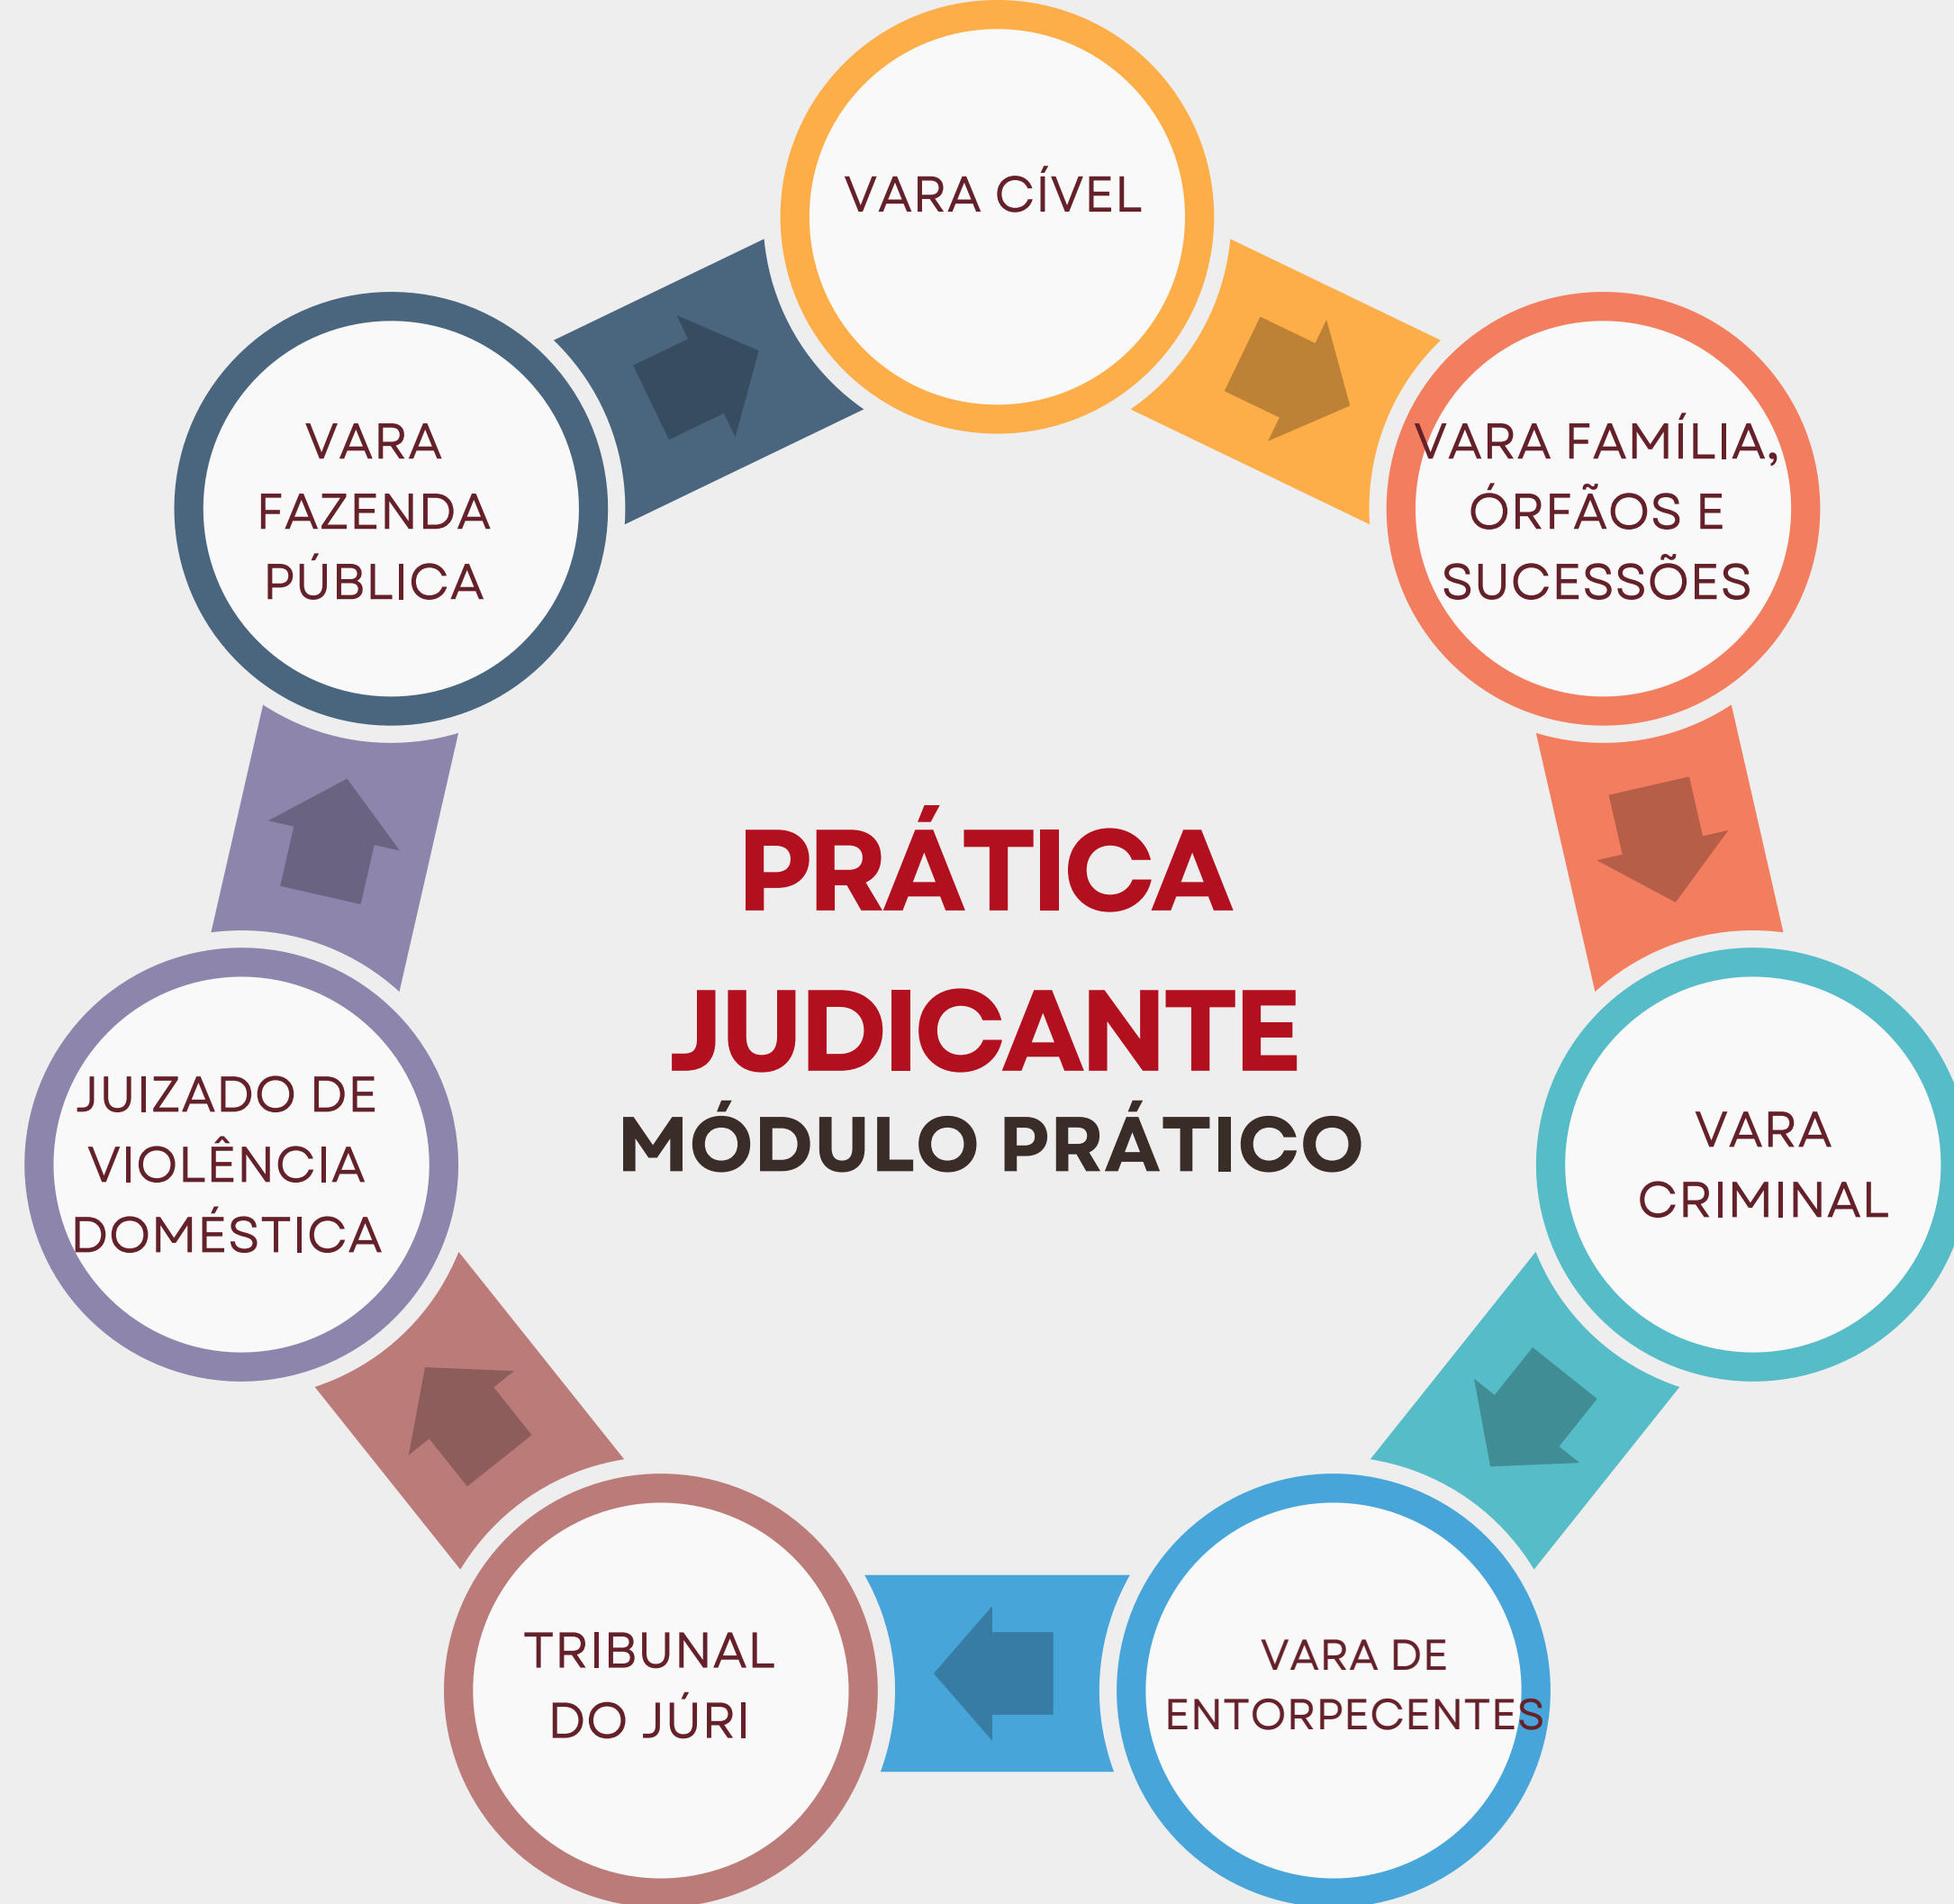 VARA CÍVEL
VARA FAMÍLIA,
ÓRFÃOS E
SUCESSÕES
VARA
CRIMINAL
VARA DE
ENTORPECENTES
TRIBUNAL
DO JÚRI
JUIZADO DE
VIOLÊNCIA
DOMÉSTICA
VARA
FAZENDA
PÚBLICA
PRÁTICA
JUDICANTE
MÓDULO PRÁTICO